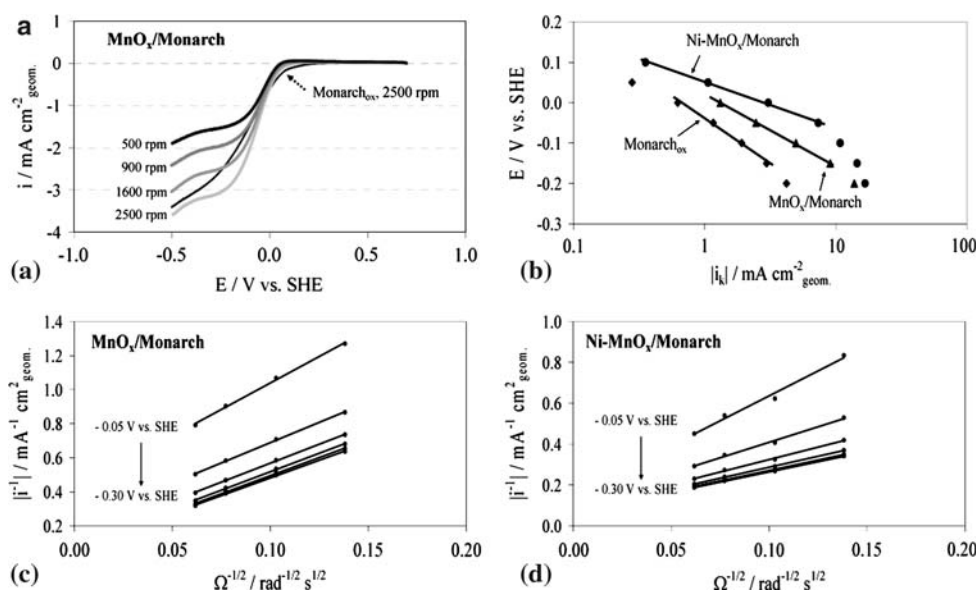 a
MnOx/Monarch
Monarchox, 2500 rpm
500 rpm
900 rpm
1600 rpm
2500 rpm
i / mA cm-2geom.
1
0
-1
-2
-3
-4
-1.0 -0.5 0.0 0.5 1.0
E / V vs. SHE
(a)
Ni-MnOx/Monarch
Monarchox
MnOx/Monarch
E / V vs. SHE
0.2
0.1
0.0
-0.1
-0.2
-0.3
0.1 1 10 100
|ik| / mA cm-2geom.
(b)
MnOx/Monarch
- 0.05 V vs. SHE
- 0.30 V vs. SHE
|i-1| / mA-1 cm2geom.
1.4
1.2
1.0
0.8
0.6
0.4
0.2
0.00 0.05 0.10 0.15 0.20
Ω-1/2 / rad-1/2 s1/2
(c)
Ni-MnOx/Monarch
- 0.05 V vs. SHE
- 0.30 V vs. SHE
|i-1| / mA-1 cm2geom.
1.0
0.8
0.6
0.4
0.2
0.0
0.00 0.05 0.10 0.15 0.20
Ω-1/2 / rad-1/2 s1/2
(d)